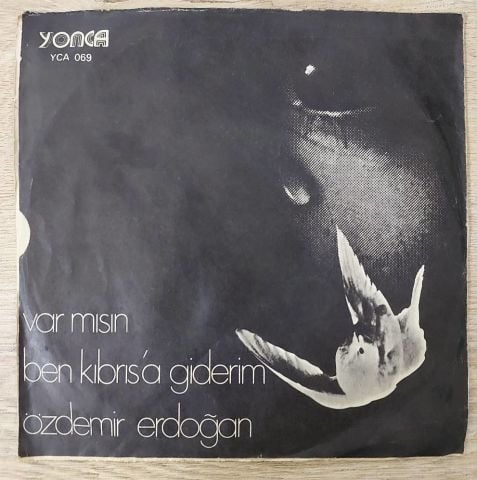 YONCA
YCA 069
var mısın
ben kıbrıs'a giderim
özdemir erdoğan